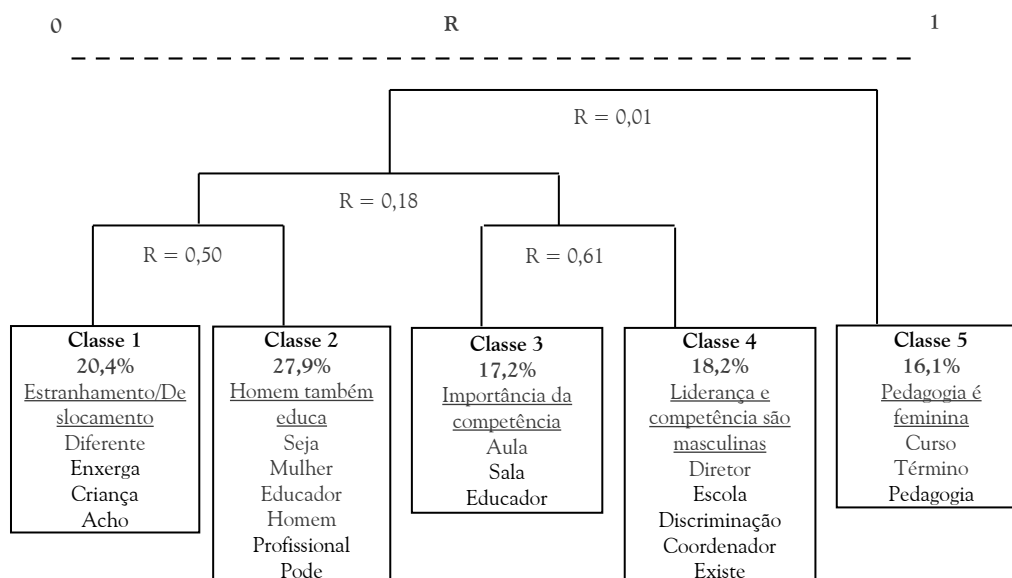 0 R 1
R = 0,01
R = 0,18
R = 0,50
R = 0,61
Classe 1
20,4%
Estranhamento/De
slocamento
Diferente
Enxerga
Criança
Acho
Classe 2
27,9%
Homem também
educa
Seja
Mulher
Educador
Homem
Profissional
Pode
Classe 3
17,2%
Importância da
competência
Aula
Sala
Educador
Classe 4
18,2%
Liderança e
competência são
masculinas
Diretor
Escola
Discriminação
Coordenador
Existe
Classe 5
16,1%
Pedagogia é
feminina
Curso
Término
Pedagogia